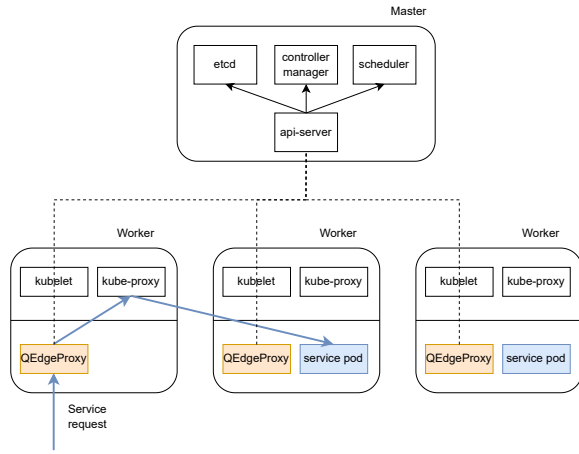 Master
etcd
controller
manager
scheduler
api-server
Worker
Worker
Worker
kubelet
kube-proxy
kubelet
kube-proxy
kubelet
kube-proxy
QEdgeProxy
QEdgeProxy
service pod
QEdgeProxy
service pod
Service
request